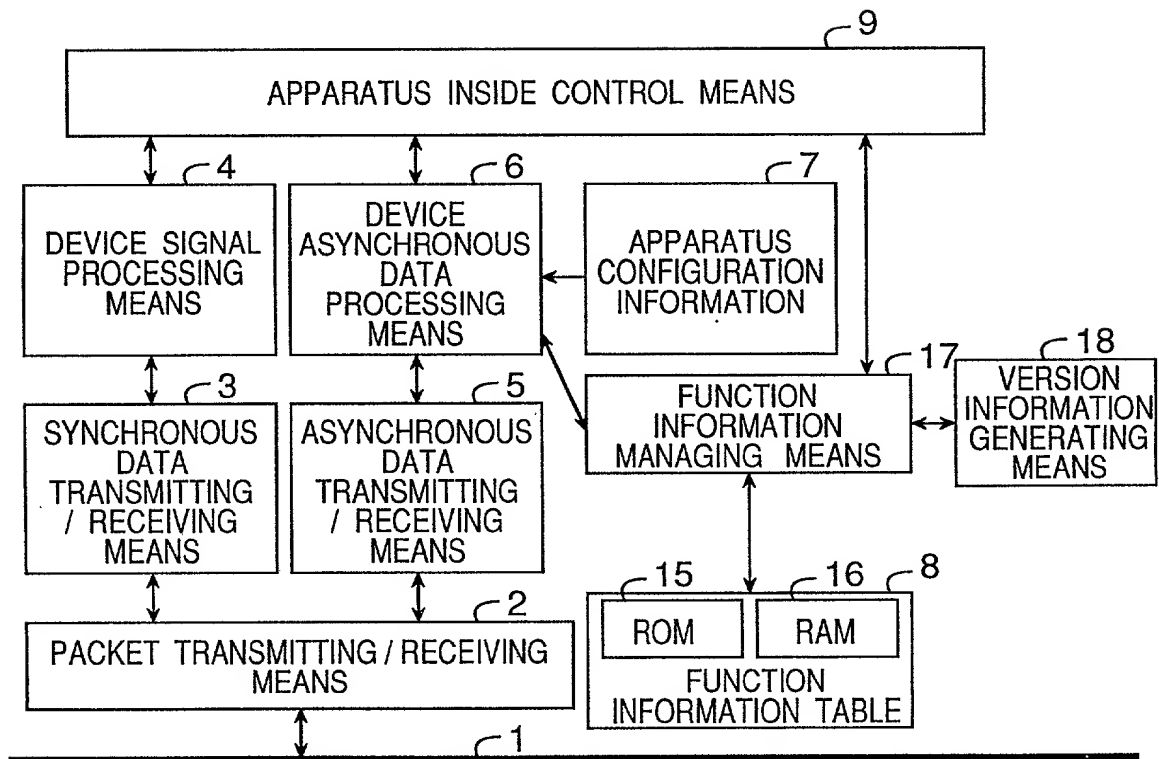 9
APPARATUS INSIDE CONTROL MEANS
4
DEVICE SIGNAL
PROCESSING
MEANS
6
DEVICE
ASYNCHRONOUS
DATA
PROCESSING
MEANS
7
APPARATUS
CONFIGURATION
INFORMATION
3
SYNCHRONOUS
DATA
TRANSMITTING
/ RECEIVING
MEANS
5
ASYNCHRONOUS
DATA
TRANSMITTING
/ RECEIVING
MEANS
17
FUNCTION
INFORMATION
MANAGING MEANS
18
VERSION
INFORMATION
GENERATING
MEANS
2
PACKET TRANSMITTING / RECEIVING
MEANS
15
ROM
16
RAM
8
FUNCTION
INFORMATION TABLE
1